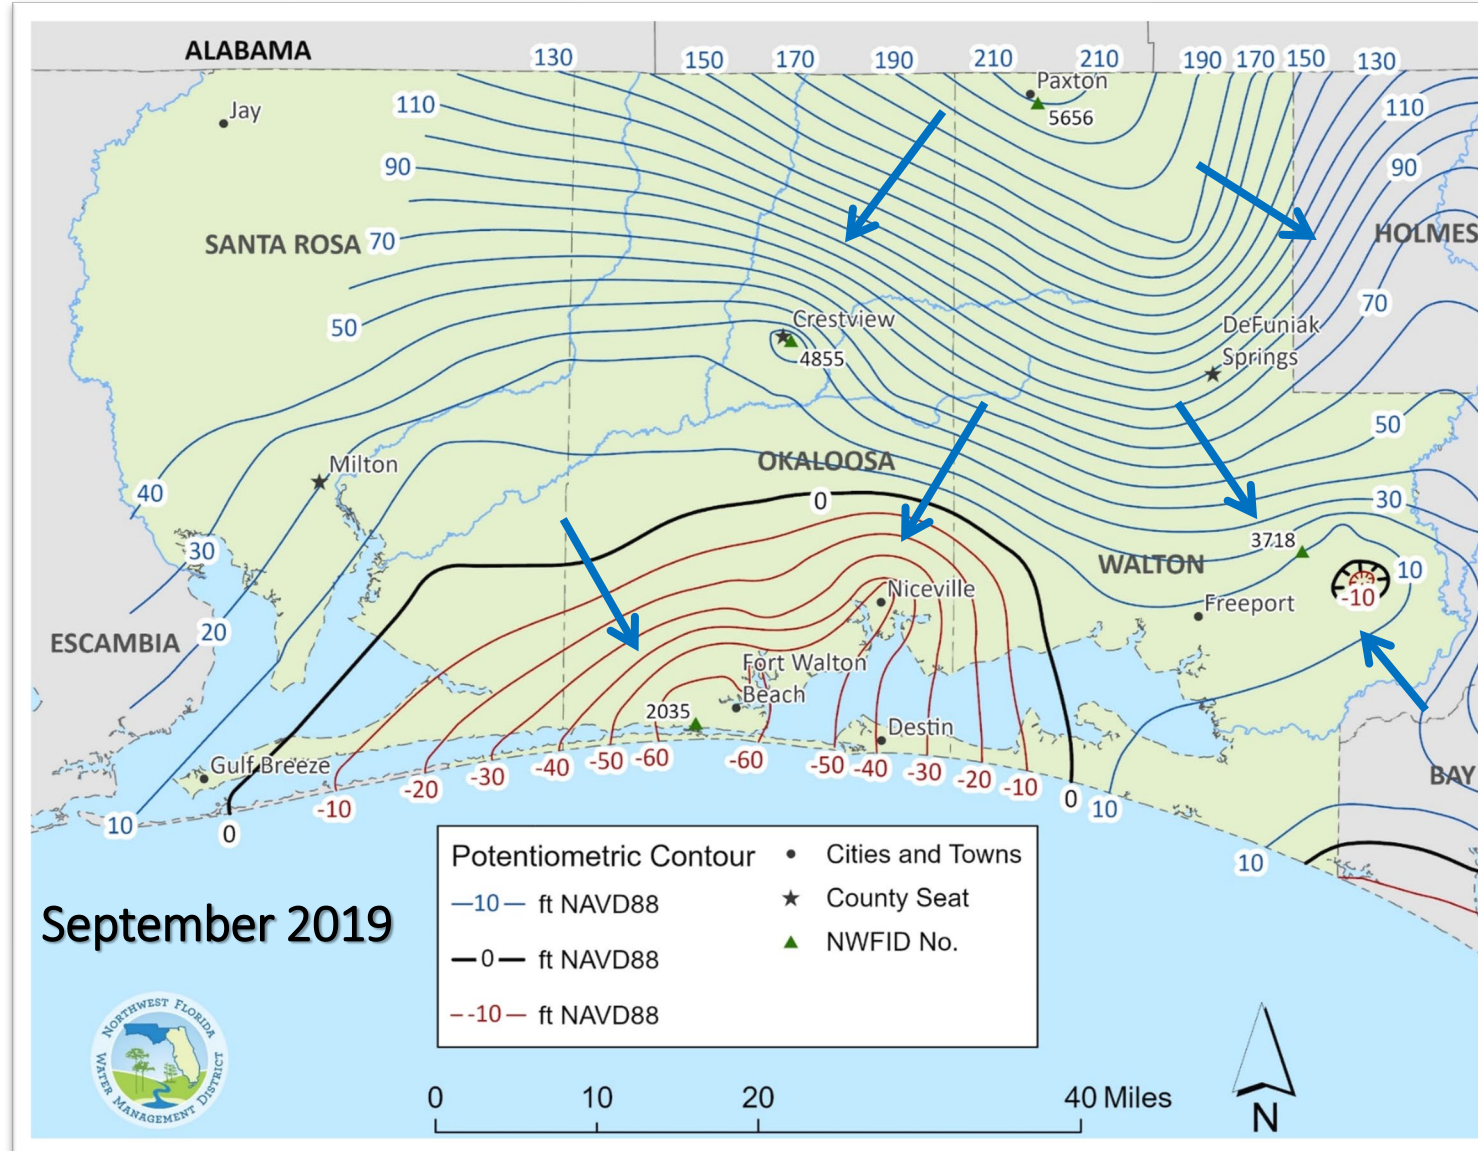 ALABAMA
130
150
170
190
210
210
190
170
150
130
Jay
110
Paxton
5656
110
90
90
SANTA ROSA
70
HOLMES
50
70
Crestview
4855
DeFuniak
Springs
50
Milton
OKALOOSA
40
0
30
30
3718
WALTON
10
-10
20
Niceville
Freeport
ESCAMBIA
Fort Walton
Beach
2035
Destin
Gulf Breeze
-10
-20
-30
-40
-50
-60
-60
-50
-40
-30
-20
-10
0
10
BAY
10
0
10
Potentiometric Contour
10 ft NAVD88
0 ft NAVD88
-10 ft NAVD88
Cities and Towns
County Seat
NWFID No.
September 2019
NORTHWEST FLORIDA
WATER MANAGEMENT DISTRICT
0 10 20 40 Miles
N